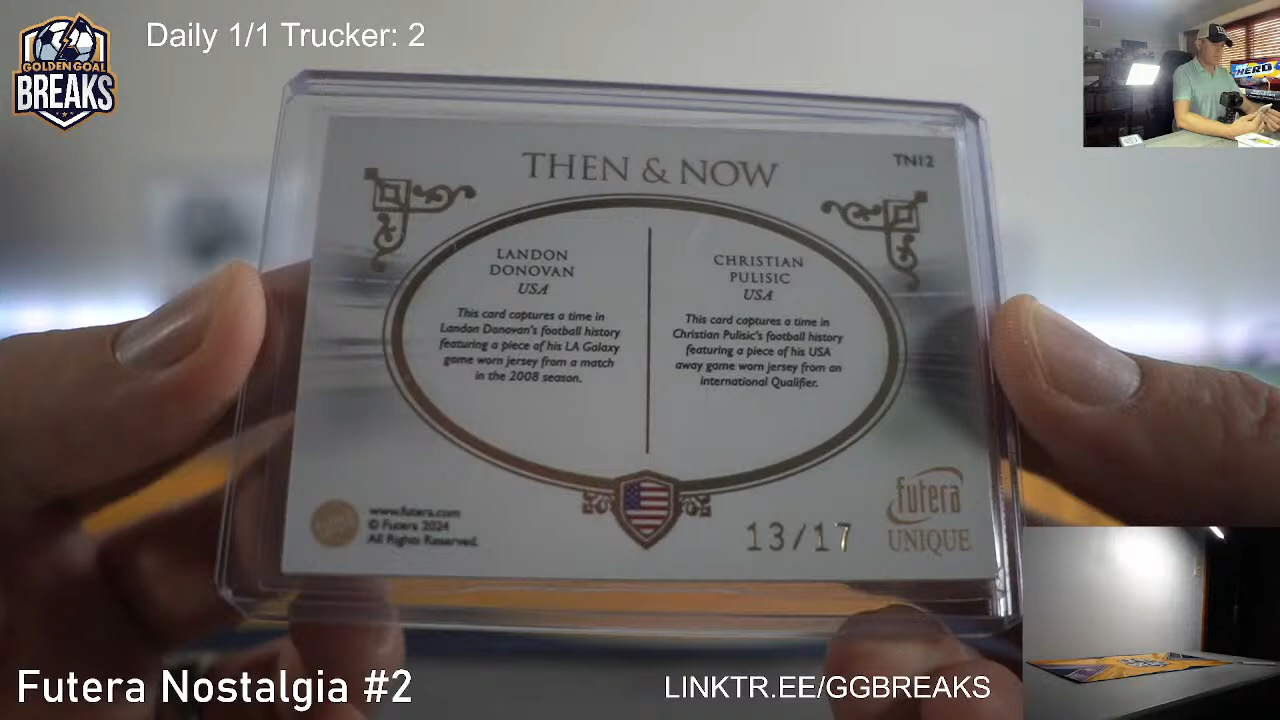 Daily 1/1 Trucker: 2
GOLDEN GOAL
BREAKS
HERO
THEN & NOW
TN12
LANDON
DONOVAN
USA
This card captures a time in
Landon Donovan's football history
featuring a piece of his LA Galaxy
game worn jersey from a match
in the 2008 season.
CHRISTIAN
PULISIC
USA
This card captures a time in
Christian Pulisic's football history
featuring a piece of his USA
away game worn jersey from an
international Qualifier.
www.futera.com
© Futera 2024
All Rights Reserved.
13/17
futera
UNIQUE
Futera Nostalgia #2
LINKTR.EE/GGBREAKS